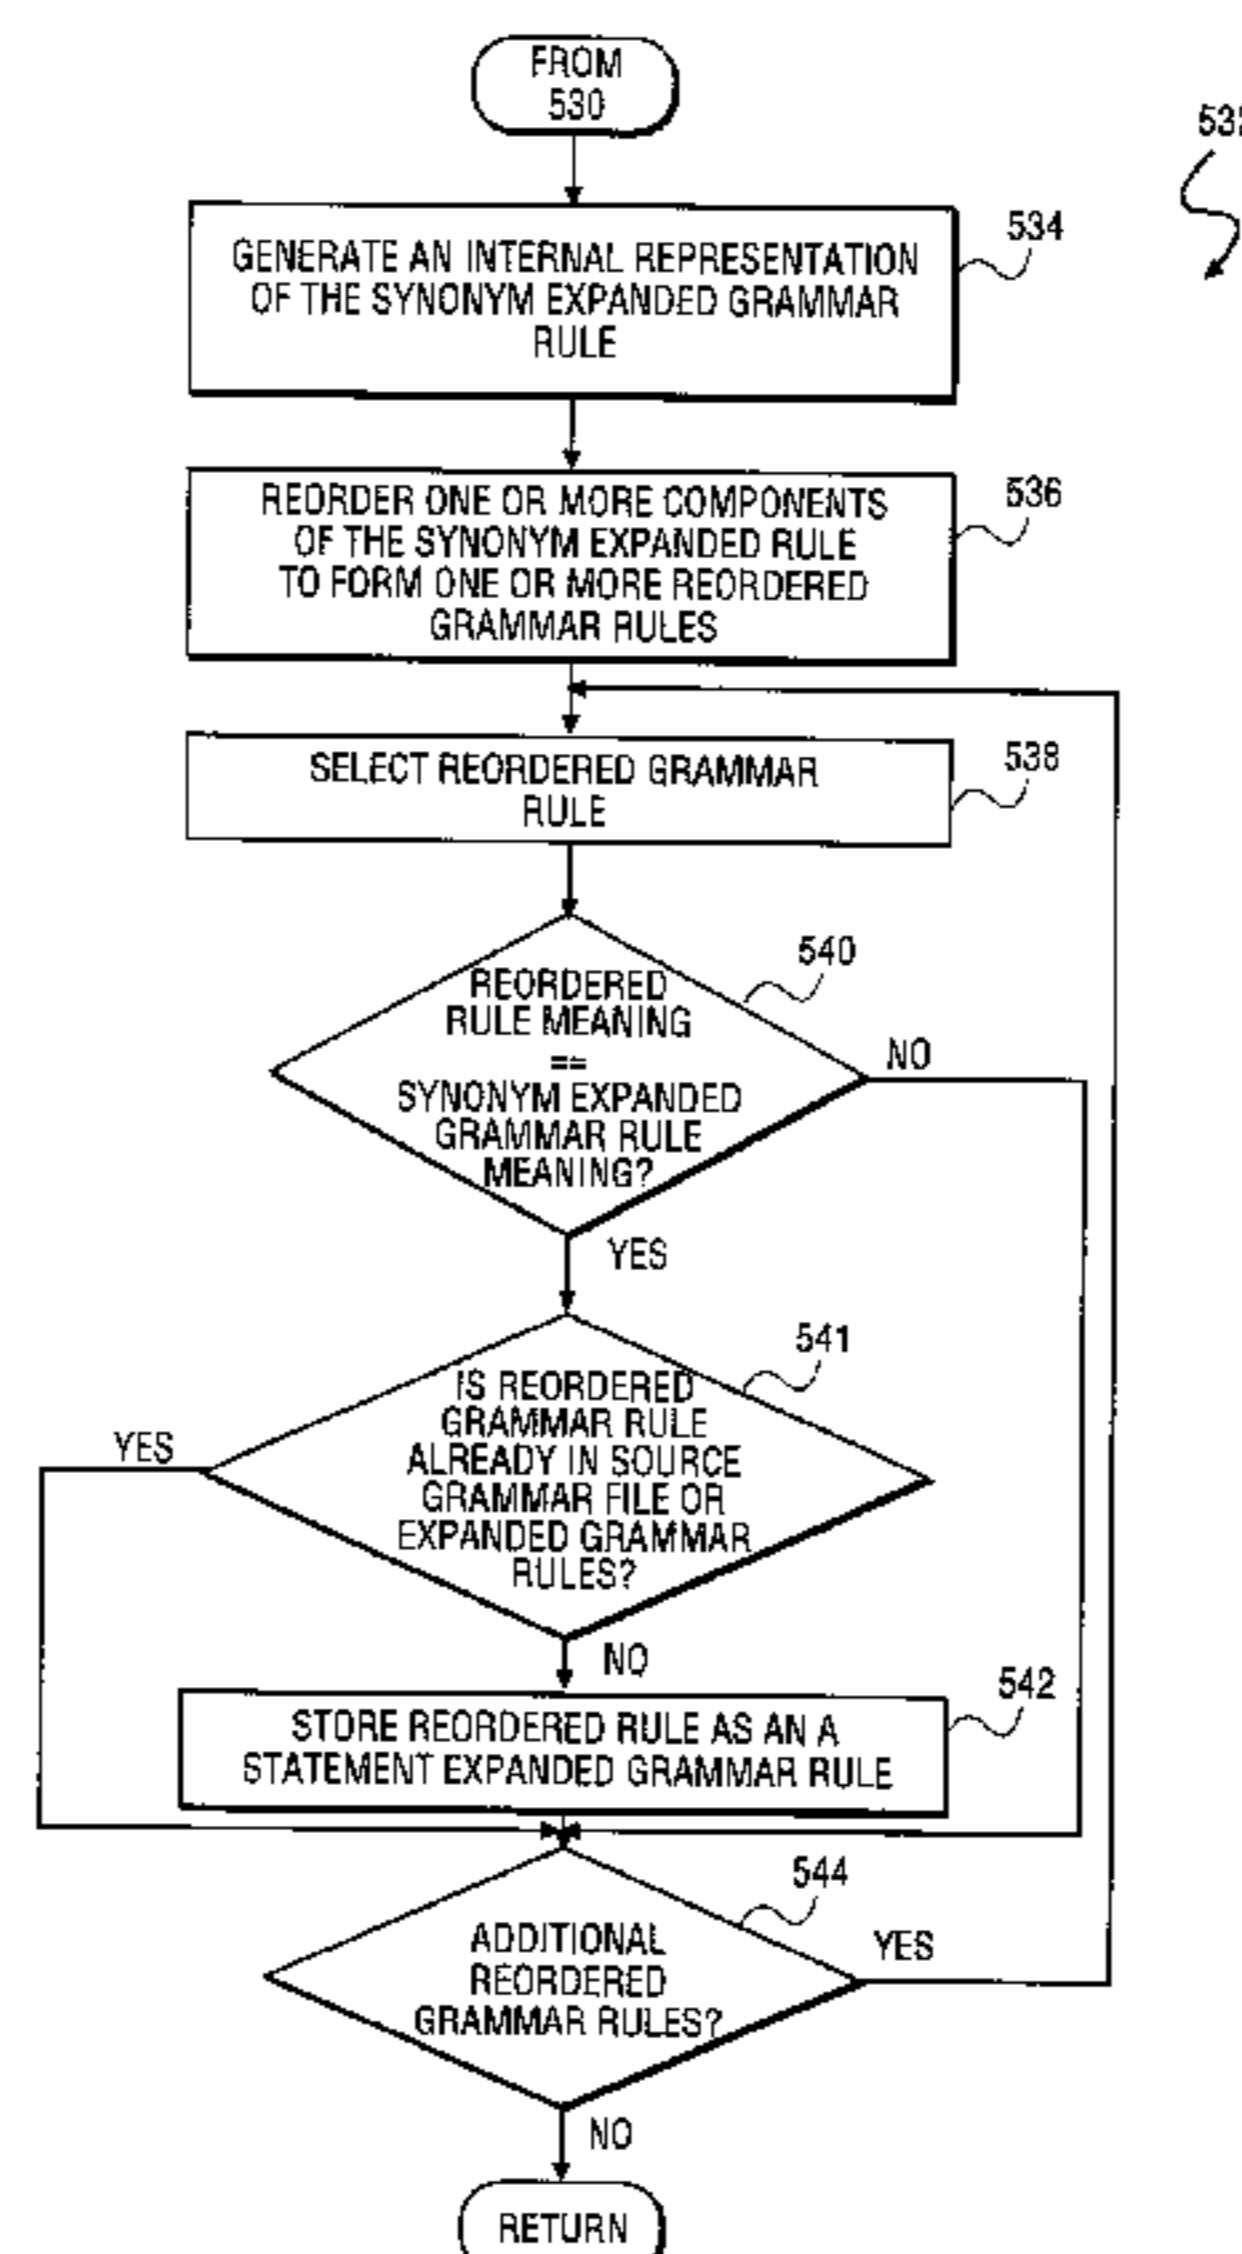 FROM
530
532
GENERATE AN INTERNAL REPRESENTATION
OF THE SYNONYM EXPANDED GRAMMAR
RULE
534
REORDER ONE OR MORE COMPONENTS
OF THE SYNONYM EXPANDED RULE
TO FORM ONE OR MORE REORDERED
GRAMMAR RULES
536
SELECT REORDERED GRAMMAR
RULE
538
REORDERED
RULE MEANING
==
SYNONYM EXPANDED
GRAMMAR RULE
MEANING?
540
NO
YES
IS REORDERED
GRAMMAR RULE
ALREADY IN SOURCE
GRAMMAR FILE OR
EXPANDED GRAMMAR
RULES?
541
YES
NO
STORE REORDERED RULE AS AN A
STATEMENT EXPANDED GRAMMAR RULE
542
ADDITIONAL
REORDERED
GRAMMAR RULES?
544
YES
NO
RETURN